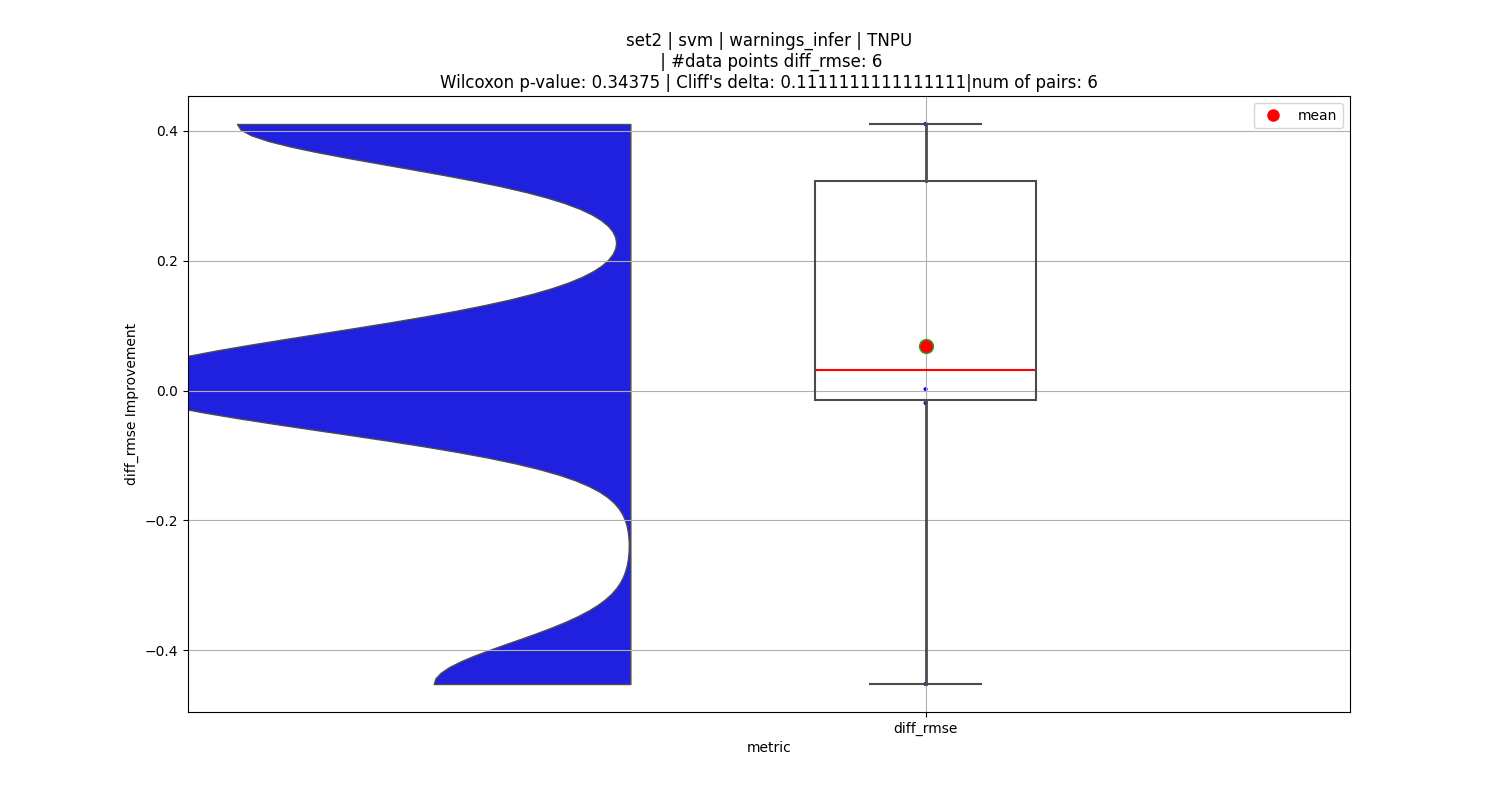 set2 | svm | warnings_infer | TNPU
| #data points diff_rmse: 6
Wilcoxon p-value: 0.34375 | Cliff's delta: 0.1111111111111111|num of pairs: 6
mean
0.4
0.2
0.0
−0.2
−0.4
diff_rmse Improvement
diff_rmse
metric